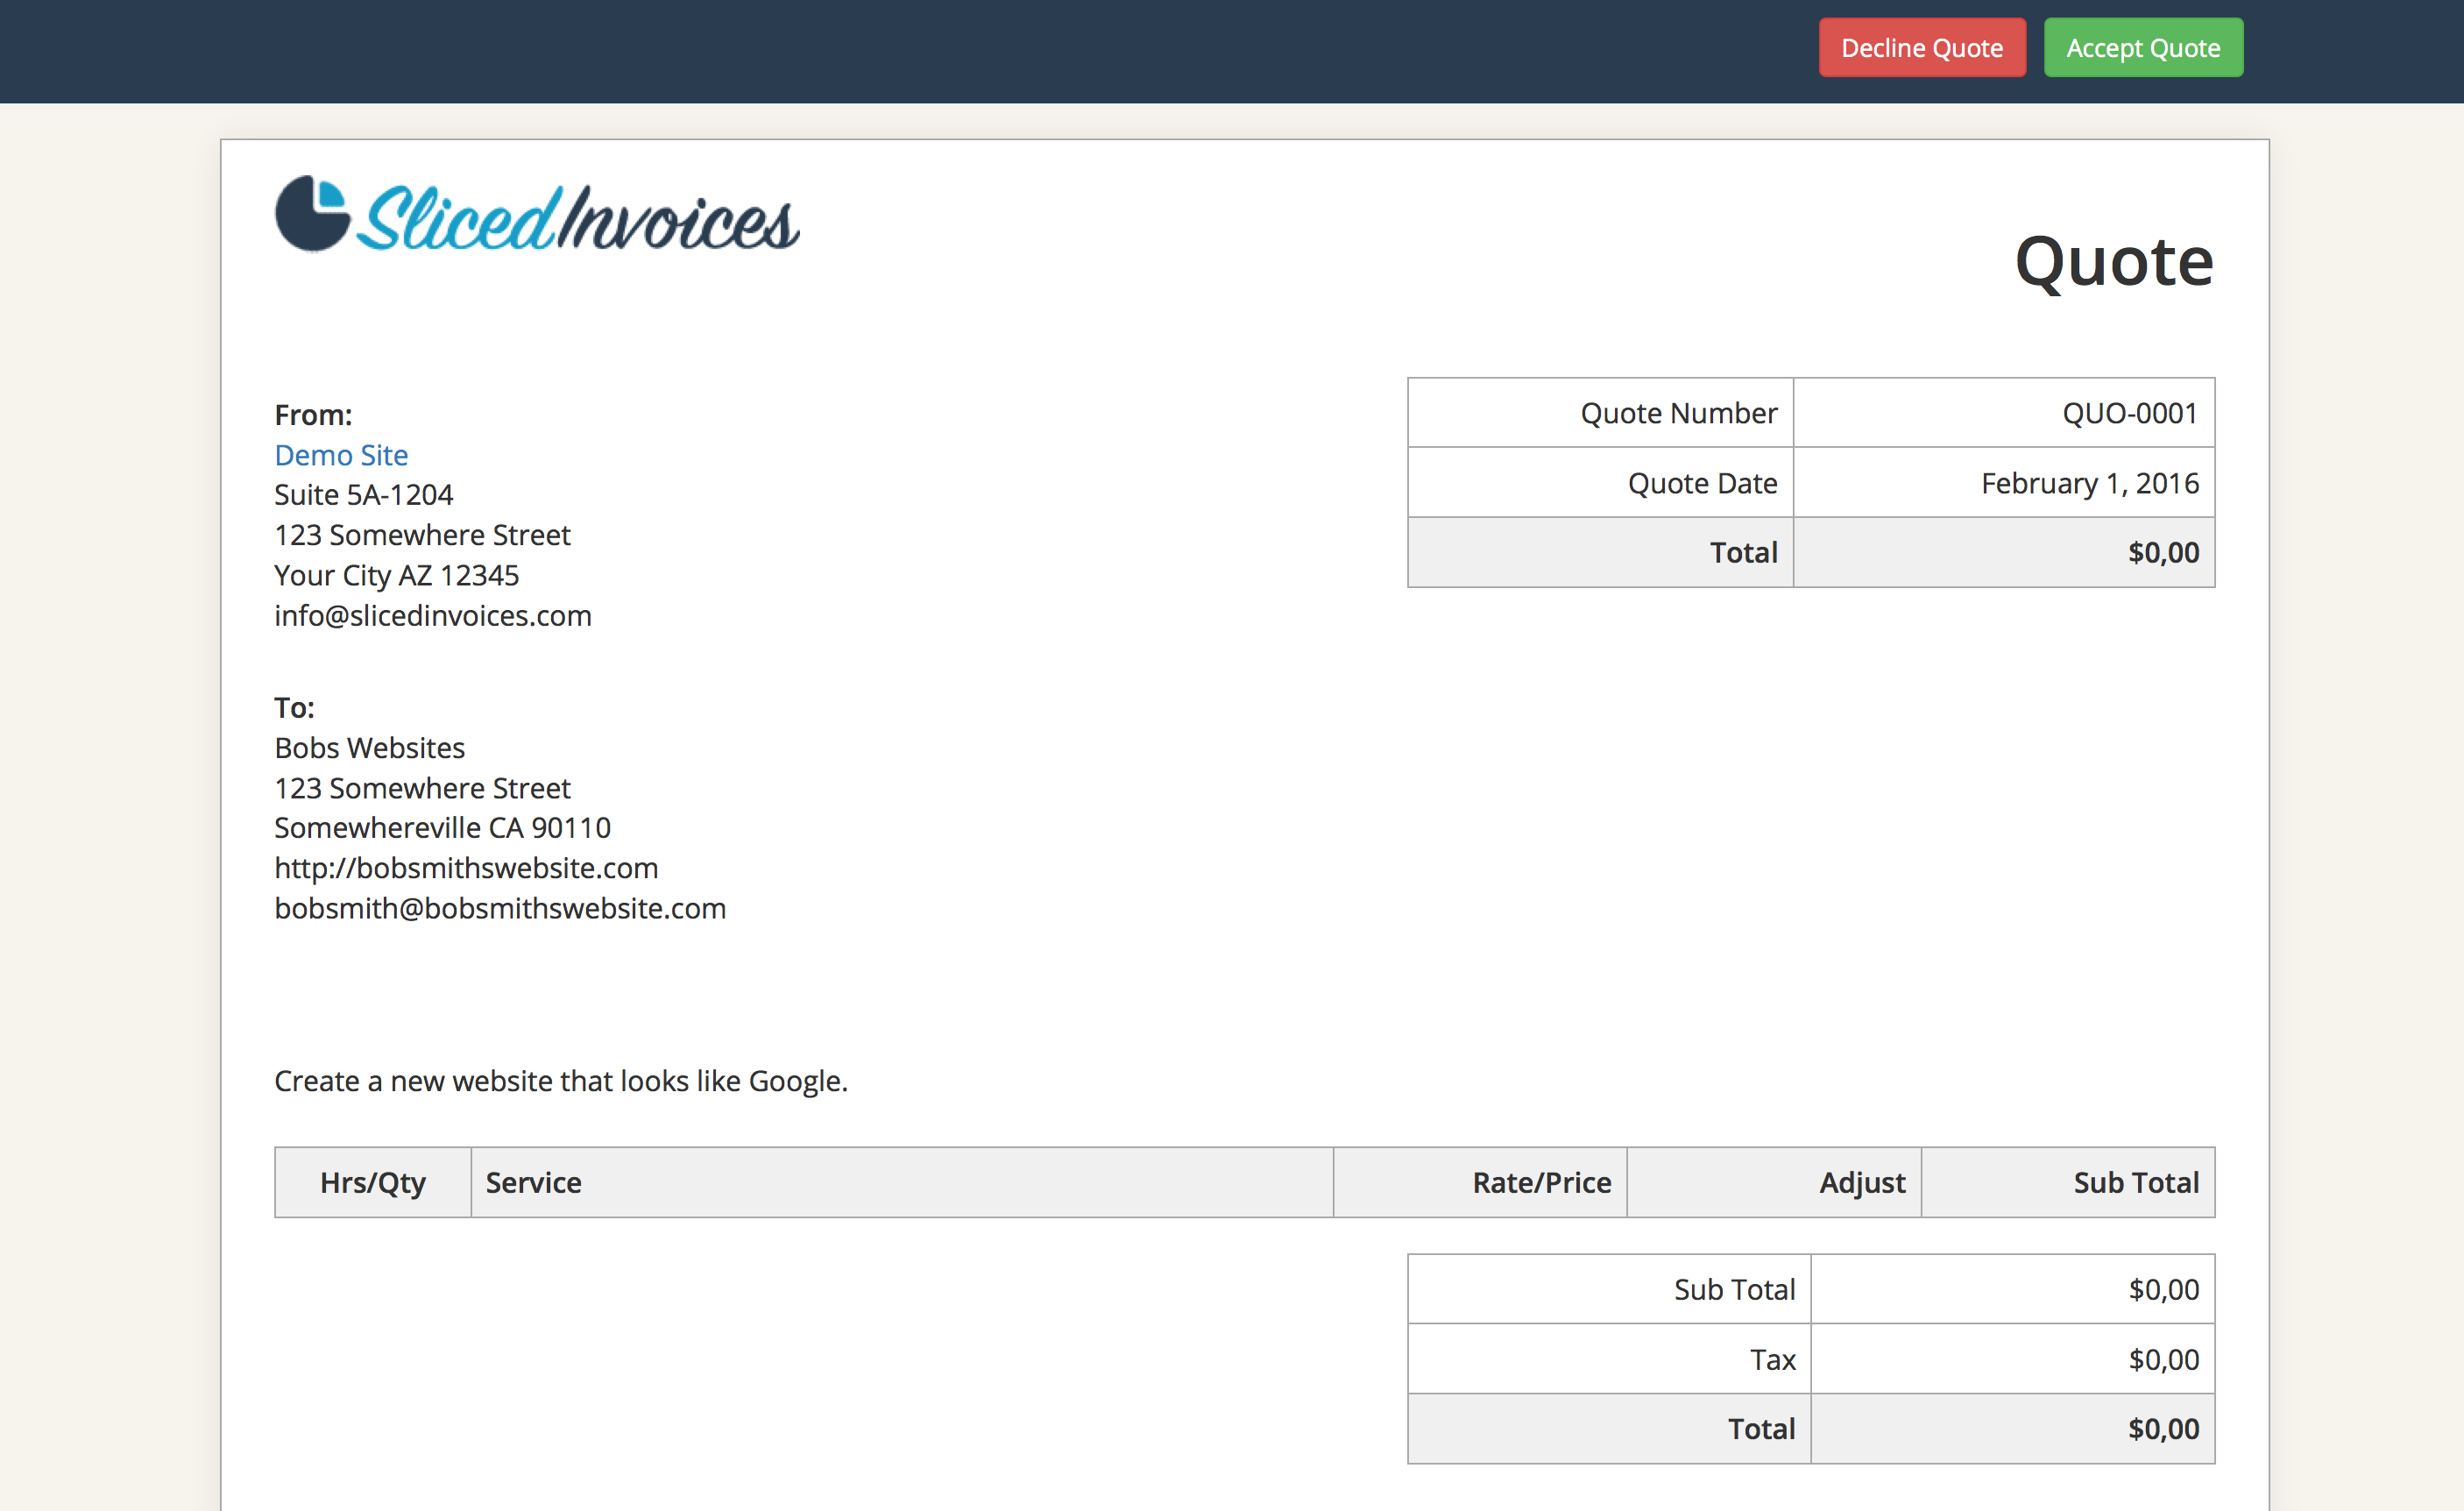 Decline Quote Accept Quote
SlicedInvoices
Quote
From:
Demo Site
Suite 5A-1204
123 Somewhere Street
Your City AZ 12345
info@slicedinvoices.com
Quote Number QUO-0001
Quote Date February 1, 2016
Total $0,00
To:
Bobs Websites
123 Somewhere Street
Somewhereville CA 90110
http://bobsmithswebsite.com
bobsmith@bobsmithswebsite.com
Create a new website that looks like Google.
Hrs/Qty Service Rate/Price Adjust Sub Total
Sub Total $0,00
Tax $0,00
Total $0,00